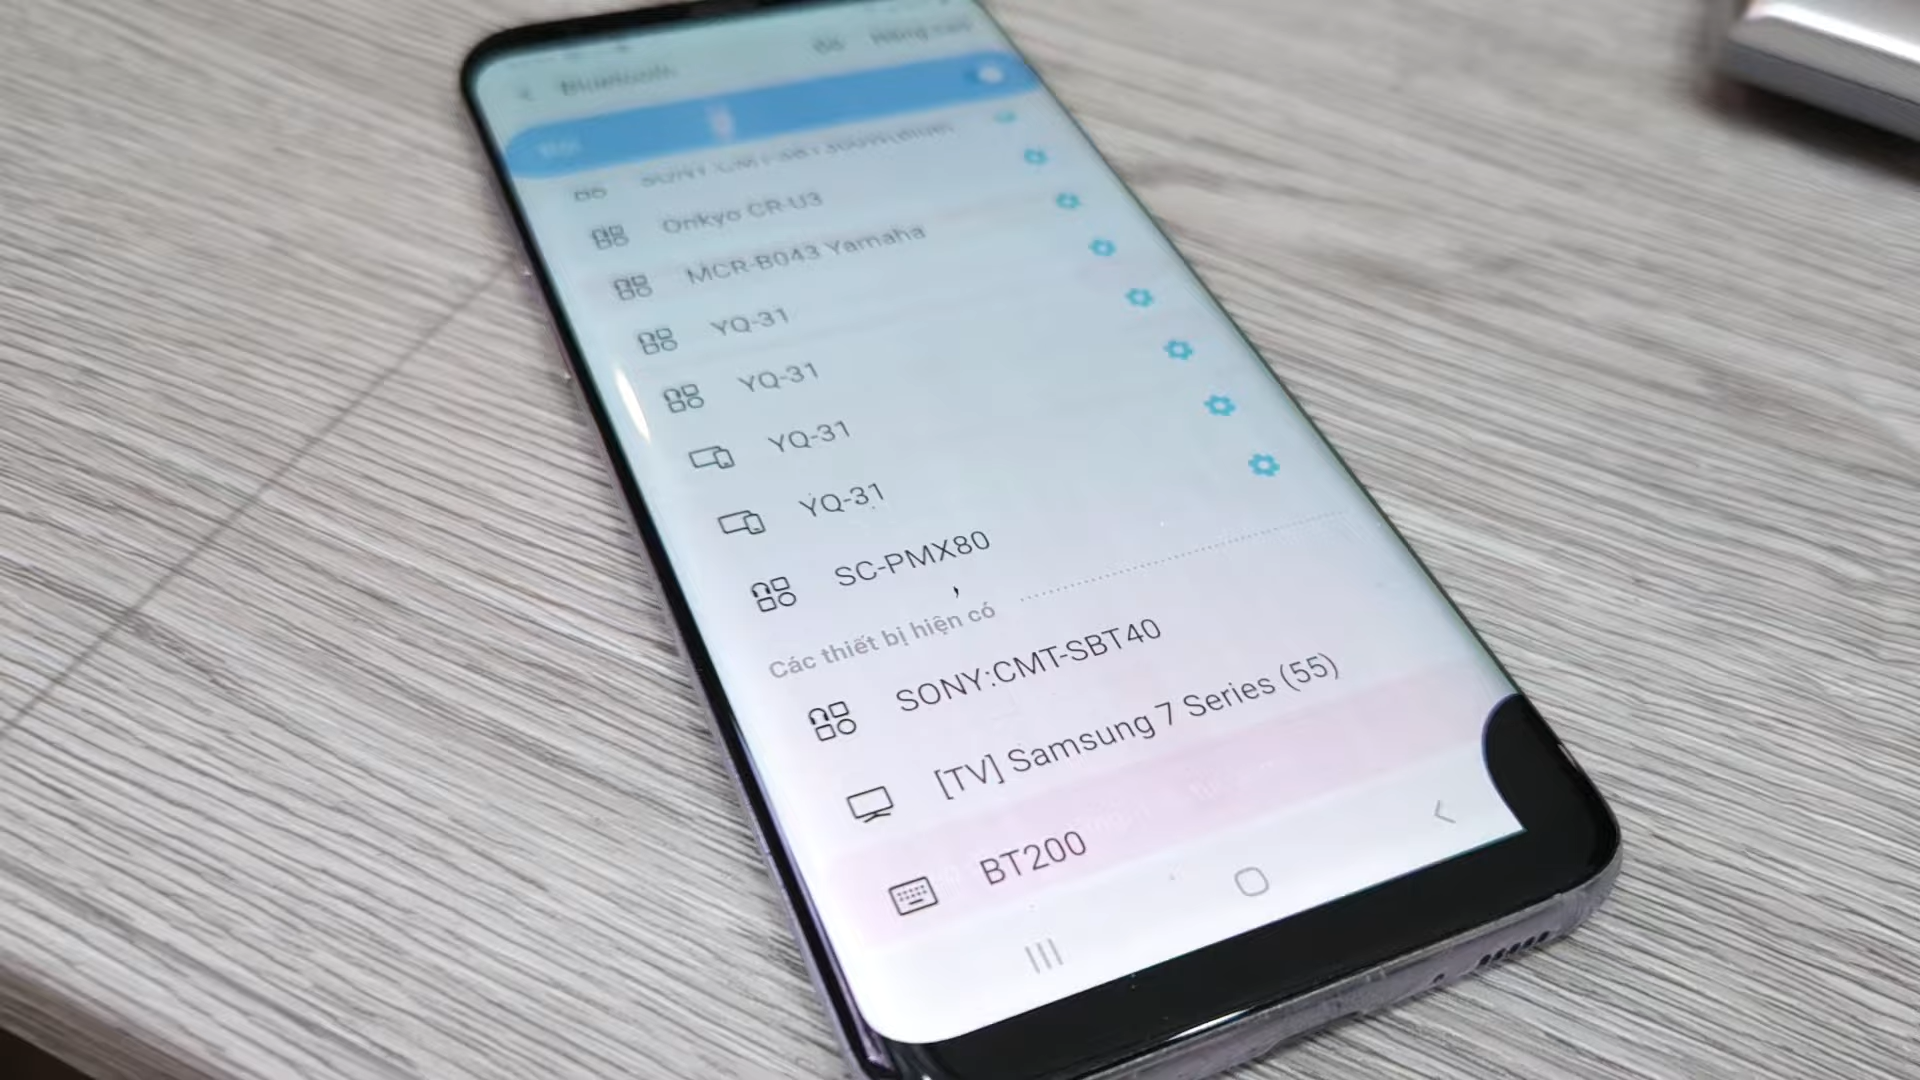 Bluetooth
Onkyo CR-U3
MCR-B043 Yamaha
YQ-31
YQ-31
YQ-31
YQ-31
SC-PMX80
Các thiết bị hiện có
SONY:CMT-SBT40
[TV] Samsung 7 Series (55)
BT200